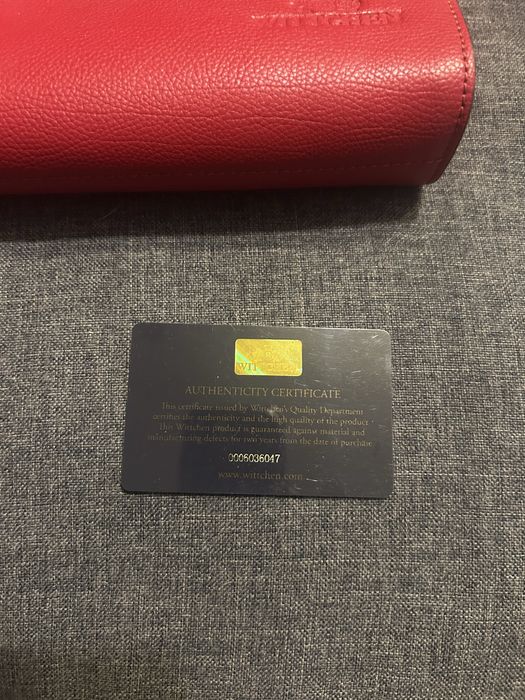 WITTCHEN
WITTCHEN
AUTHENTICITY CERTIFICATE
This certificate issued by Wittchen's Quality Department
certifies the authenticity and the high quality of the product
This Wittchen product is guaranteed against material and
manufacturing defects for two years from the date of purchase
0006036047
www.wittchen.com